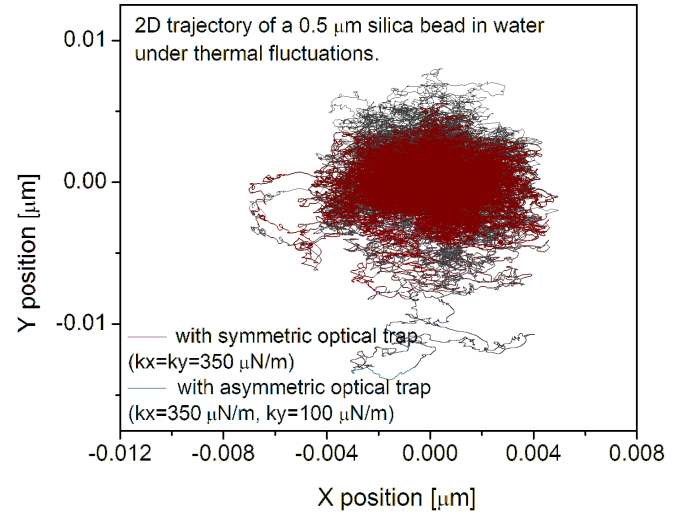 2D trajectory of a 0.5 μm silica bead in water
under thermal fluctuations.
0.01
0.00
-0.01
Y position [μm]
with symmetric optical trap
(kx=ky=350 μN/m)
with asymmetric optical trap
(kx=350 μN/m, ky=100 μN/m)
-0.012 -0.008 -0.004 0.000 0.004 0.008
X position [μm]